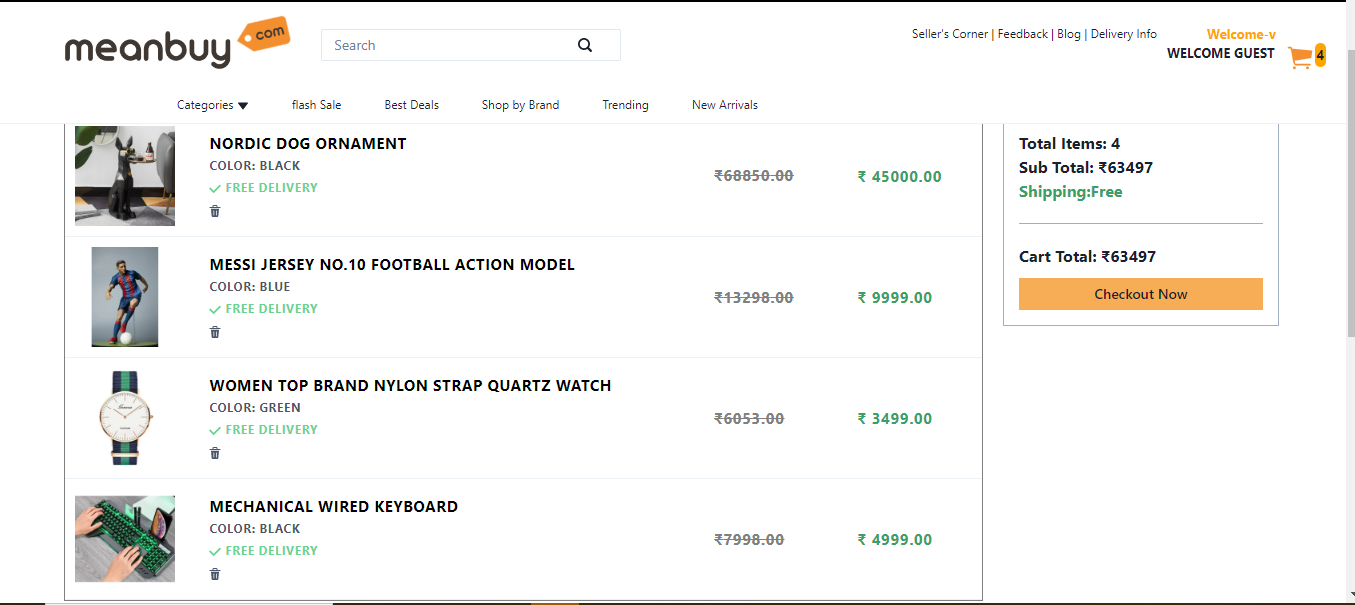 meanbuy.com
Search
Seller's Corner | Feedback | Blog | Delivery Info
Welcome-v
WELCOME GUEST
4
Categories
flash Sale
Best Deals
Shop by Brand
Trending
New Arrivals
NORDIC DOG ORNAMENT
COLOR: BLACK
FREE DELIVERY
₹68850.00
₹ 45000.00
MESSI JERSEY NO.10 FOOTBALL ACTION MODEL
COLOR: BLUE
FREE DELIVERY
₹13298.00
₹ 9999.00
WOMEN TOP BRAND NYLON STRAP QUARTZ WATCH
COLOR: GREEN
FREE DELIVERY
₹6053.00
₹ 3499.00
MECHANICAL WIRED KEYBOARD
COLOR: BLACK
FREE DELIVERY
₹7998.00
₹ 4999.00
Total Items: 4
Sub Total: ₹63497
Shipping:Free
Cart Total: ₹63497
Checkout Now